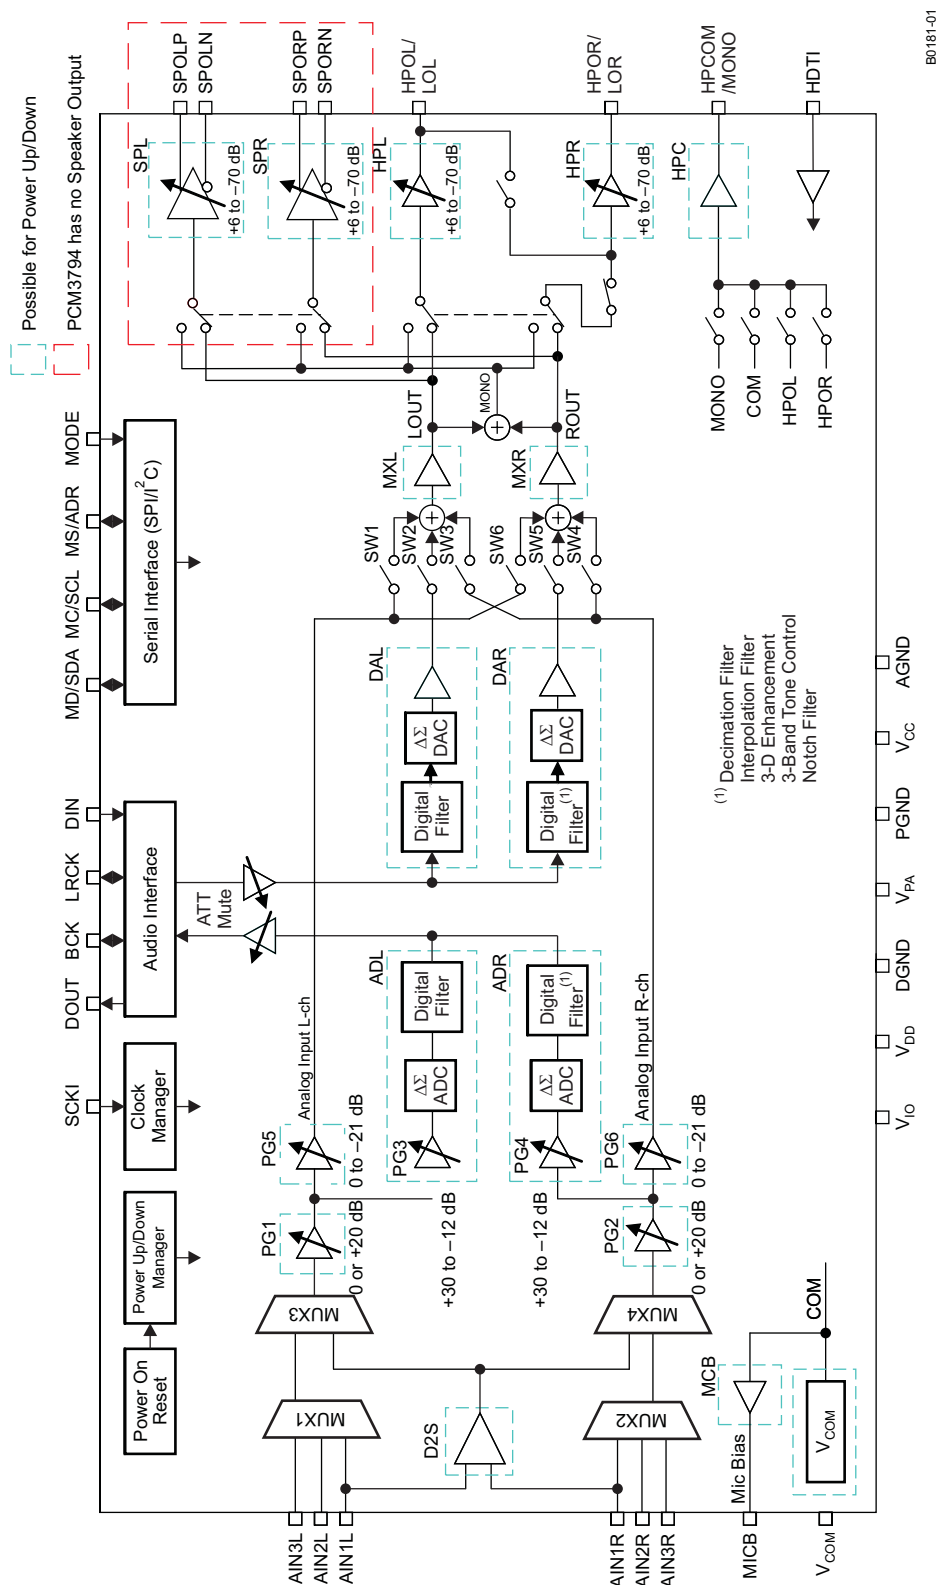 Possible for Power Up/Down
PCM3794 has no Speaker Output
B0181-01
SPOLP
SPOLN
SPORP
SPORN
HPOL/
LOL
HPOR/
LOR
HPCOM
/MONO
HDTI
SPL
+6 to –70 dB
SPR
+6 to –70 dB
HPL
+6 to –70 dB
HPR
+6 to –70 dB
HPC
MONO
COM
HPOL
HPOR
MODE
MS/ADR
MC/SCL
MD/SDA
Serial Interface (SPI/I²C)
LOUT
MONO
ROUT
MXL
MXR
SW1
SW2
SW3
SW6
SW5
SW4
DIN
LRCK
BCK
DOUT
Audio Interface
ATT
Mute
DAL
ΔΣ
DAC
Digital
Filter
DAR
ΔΣ
DAC
Digital
Filter(1)
ADL
Digital
Filter
ΔΣ
ADC
PG3
ADR
Digital
Filter(1)
ΔΣ
ADC
PG4
Analog Input L-ch
Analog Input R-ch
SCKI
Clock
Manager
Power Up/Down
Manager
Power On
Reset
PG5
0 to –21 dB
PG1
0 or +20 dB
+30 to –12 dB
+30 to –12 dB
PG6
0 to –21 dB
PG2
0 or +20 dB
MUX3
MUX4
MUX1
MUX2
D2S
AIN3L
AIN2L
AIN1L
AIN1R
AIN2R
AIN3R
MICB
VCOM
Mic Bias
MCB
COM
VCOM
(1) Decimation Filter
Interpolation Filter
3-D Enhancement
3-Band Tone Control
Notch Filter
AGND
VCC
PGND
VPA
DGND
VDD
VIO